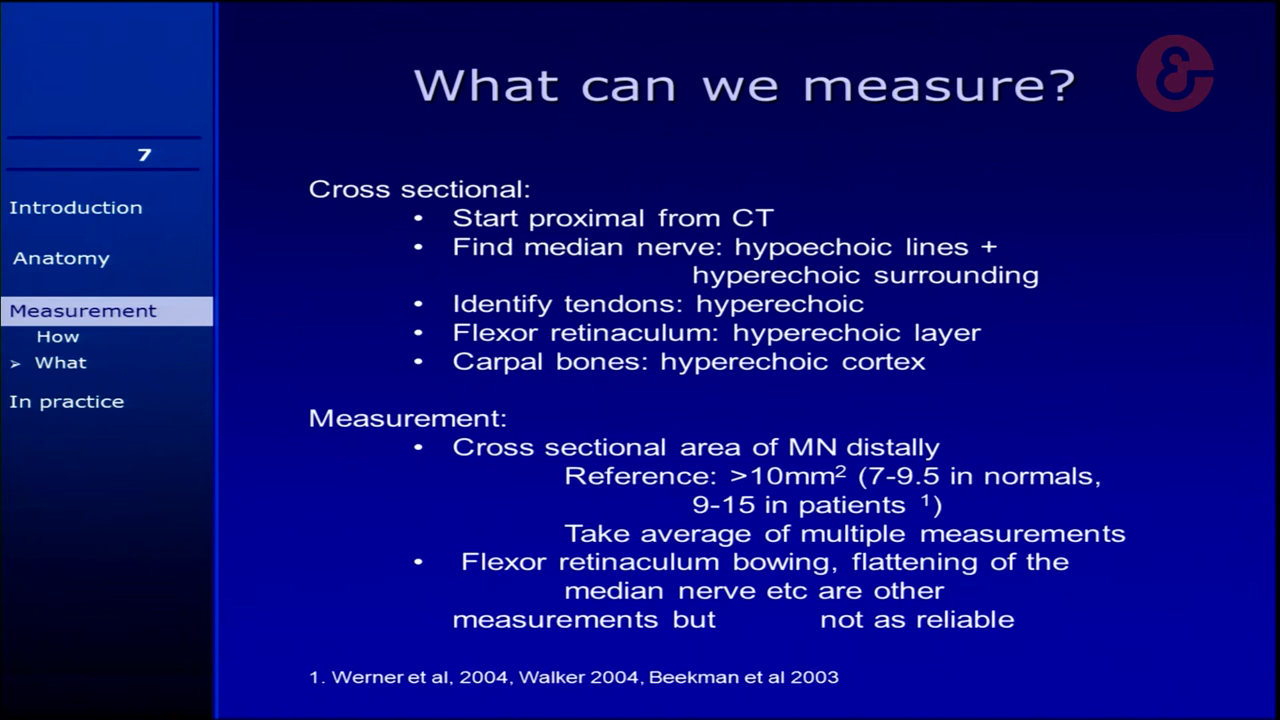 What can we measure?
7
Introduction
Anatomy
Measurement
How
➢ What
In practice
Cross sectional:
• Start proximal from CT
• Find median nerve: hypoechoic lines +
hyperechoic surrounding
• Identify tendons: hyperechoic
• Flexor retinaculum: hyperechoic layer
• Carpal bones: hyperechoic cortex
Measurement:
• Cross sectional area of MN distally
Reference: >10mm² (7-9.5 in normals,
9-15 in patients ¹)
Take average of multiple measurements
• Flexor retinaculum bowing, flattening of the
median nerve etc are other
measurements but not as reliable
1. Werner et al, 2004, Walker 2004, Beekman et al 2003